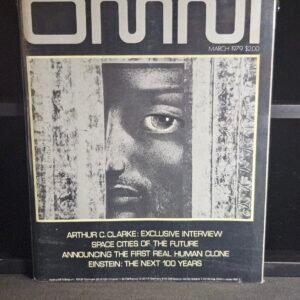 OMNI
MARCH 1979 $2.00
ARTHUR C. CLARKE: EXCLUSIVE INTERVIEW
SPACE CITIES OF THE FUTURE
ANNOUNCING THE FIRST REAL HUMAN CLONE
EINSTEIN: THE NEXT 100 YEARS